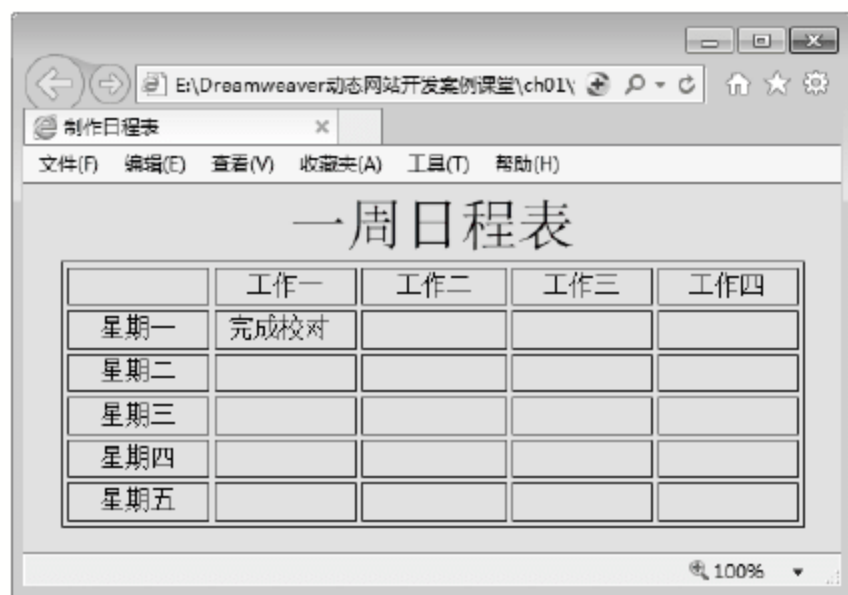 E:\Dreamweaver动态网站开发案例课堂\ch01\
制作日程表
文件(F) 编辑(E) 查看(V) 收藏夹(A) 工具(T) 帮助(H)
一周日程表
工作一 工作二 工作三 工作四
星期一 完成校对
星期二
星期三
星期四
星期五
100%